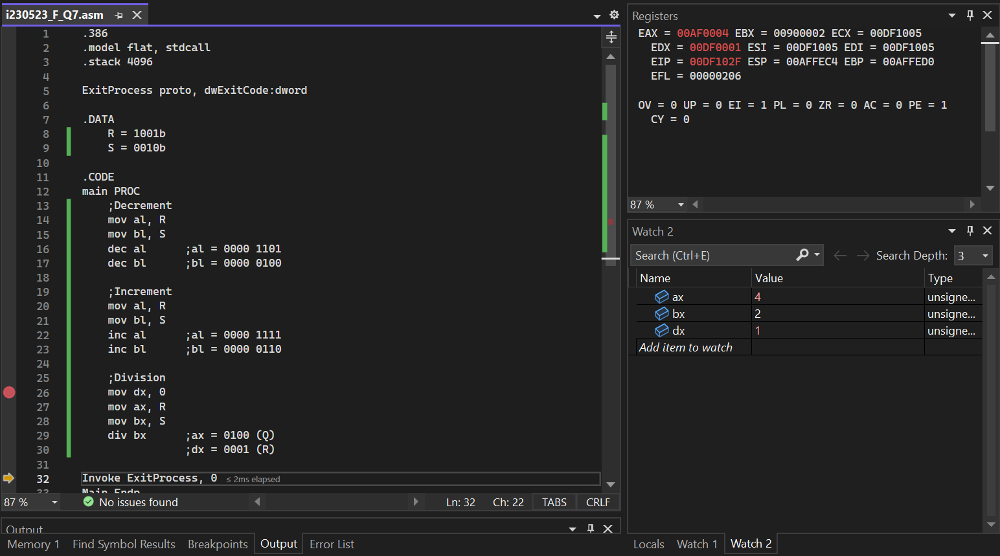 i230523_F_Q7.asm
1 .386
2 .model flat, stdcall
3 .stack 4096
4
5 ExitProcess proto, dwExitCode:dword
6
7 .DATA
8 R = 1001b
9 S = 0010b
10
11 .CODE
12 main PROC
13 ;Decrement
14 mov al, R
15 mov bl, S
16 dec al ;al = 0000 1101
17 dec bl ;bl = 0000 0100
18
19 ;Increment
20 mov al, R
21 mov bl, S
22 inc al ;al = 0000 1111
23 inc bl ;bl = 0000 0110
24
25 ;Division
26 mov dx, 0
27 mov ax, R
28 mov bx, S
29 div bx ;ax = 0100 (Q)
30 ;dx = 0001 (R)
31
32 Invoke ExitProcess, 0 ≤ 2ms elapsed
33 Main Endp
87 % No issues found Ln: 32 Ch: 22 TABS CRLF
Output
Memory 1 Find Symbol Results Breakpoints Output Error List
Registers
EAX = 00AF0004 EBX = 00900002 ECX = 00DF1005
EDX = 00DF0001 ESI = 00DF1005 EDI = 00DF1005
EIP = 00DF102F ESP = 00AFFEC4 EBP = 00AFFED0
EFL = 00000206
OV = 0 UP = 0 EI = 1 PL = 0 ZR = 0 AC = 0 PE = 1
CY = 0
87 %
Watch 2
Search (Ctrl+E) Search Depth: 3
Name Value Type
ax 4 unsigne...
bx 2 unsigne...
dx 1 unsigne...
Add item to watch
Locals Watch 1 Watch 2